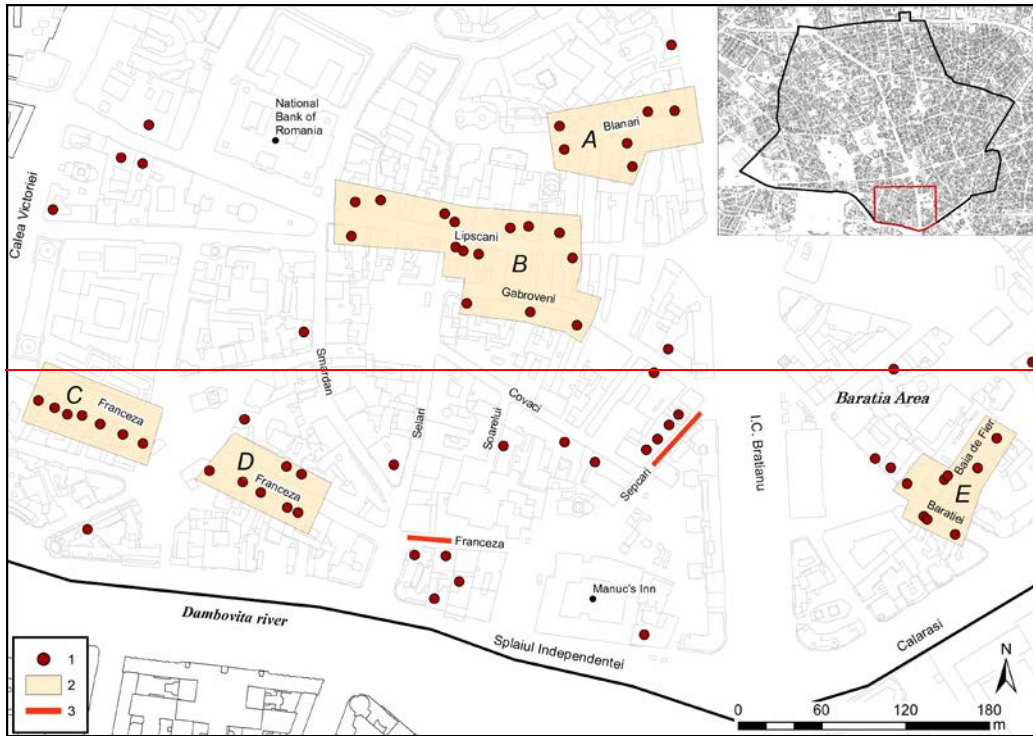 National
Bank of
Romania
A
Blanari
Calea Victoriei
Lipscani
B
Gabroveni
Smardan
C
Franceza
Selari
Soarelui
Covaci
Baratia Area
I.C. Bratianu
D
Franceza
Sepcari
Baia de Fier
E
Baratiei
Franceza
Manuc's Inn
Dambovita river
Splaiul Independentei
Calarasi
N
1
2
3
0 60 120 180
m